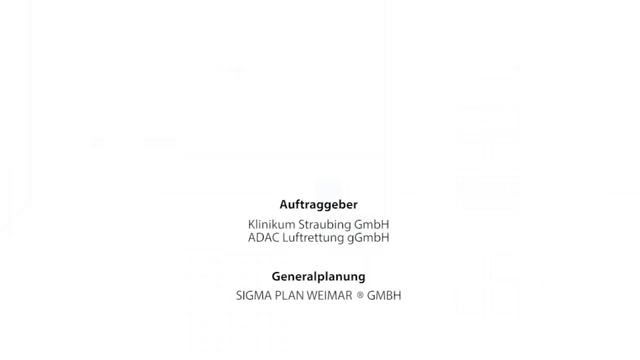 Auftraggeber
Klinikum Straubing GmbH
ADAC Luftrettung gGmbH
Generalplanung
SIGMA PLAN WEIMAR ® GMBH